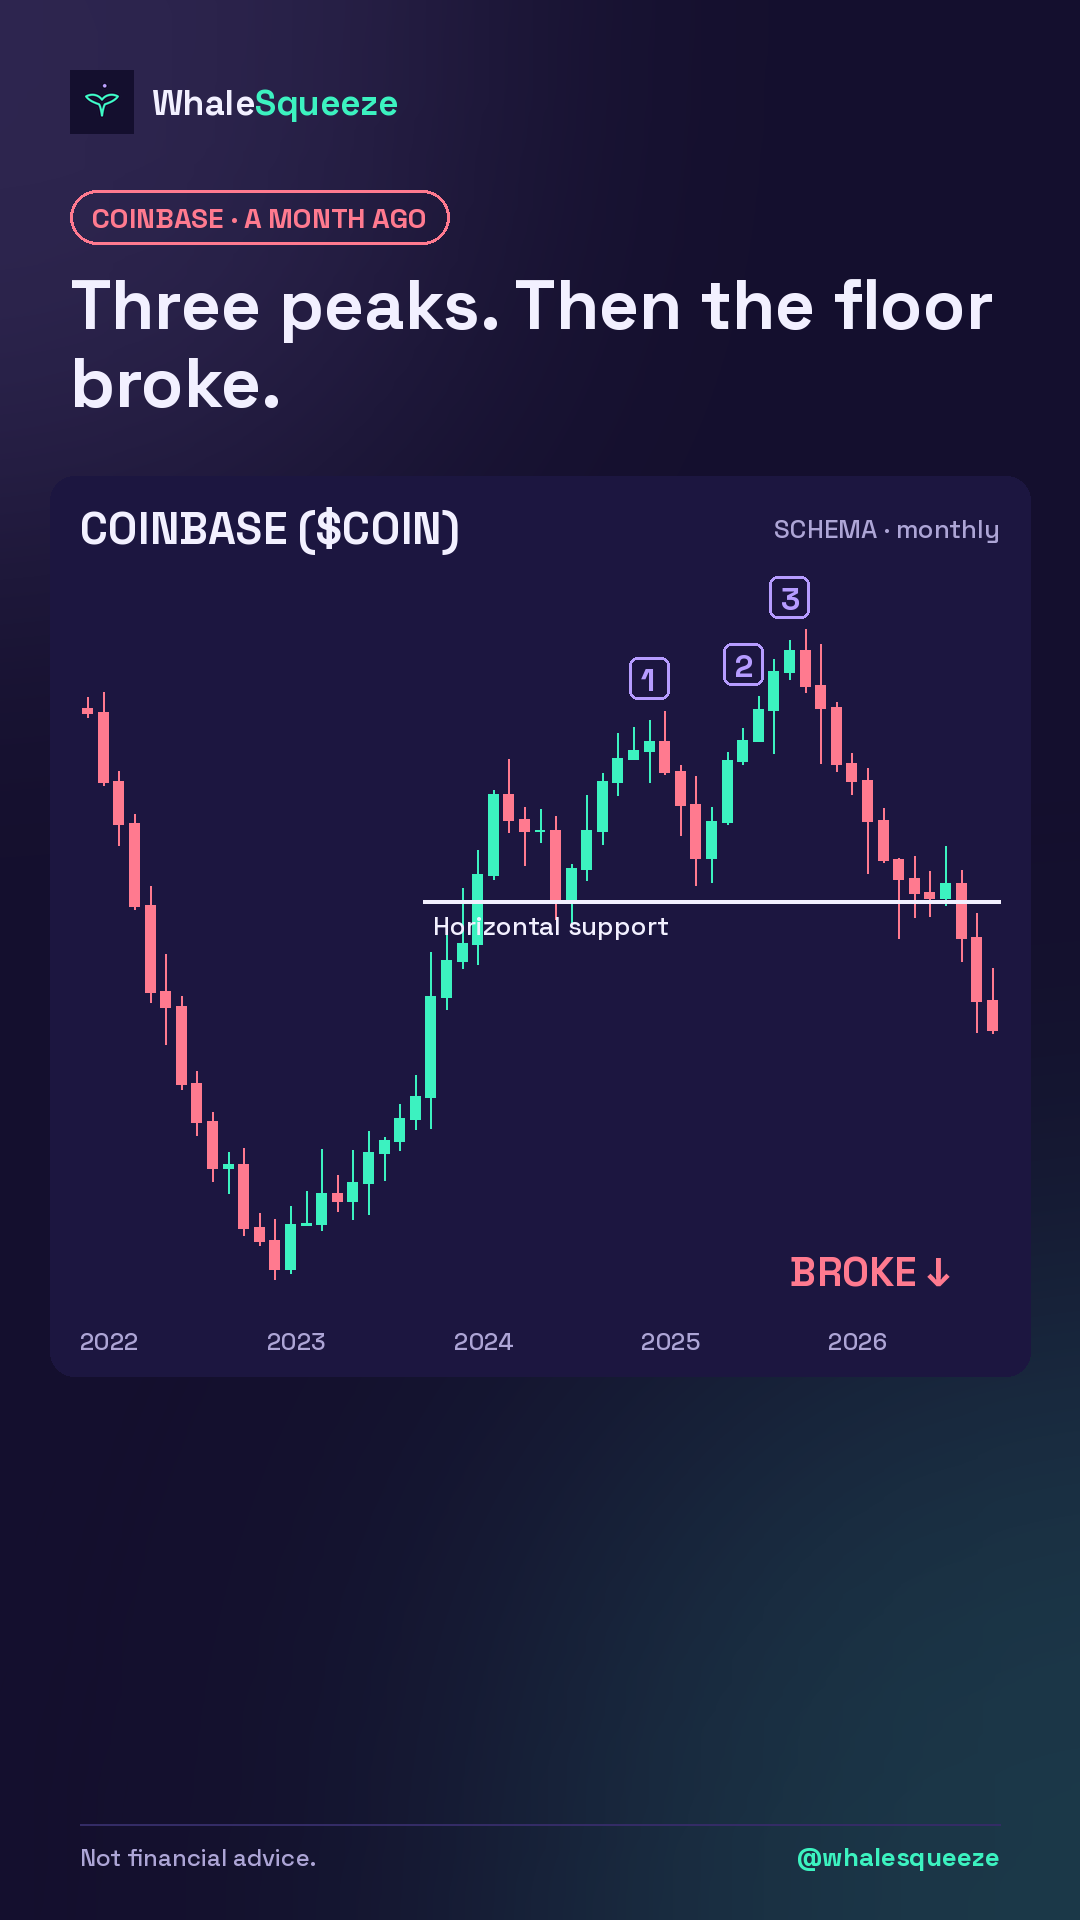 WhaleSqueeze
COINBASE · A MONTH AGO
Three peaks. Then the floor
broke.
COINBASE ($COIN)
SCHEMA · monthly
3
2
1
Horizontal support
BROKE ↓
2022 2023 2024 2025 2026
Not financial advice.
@whalesqueeze